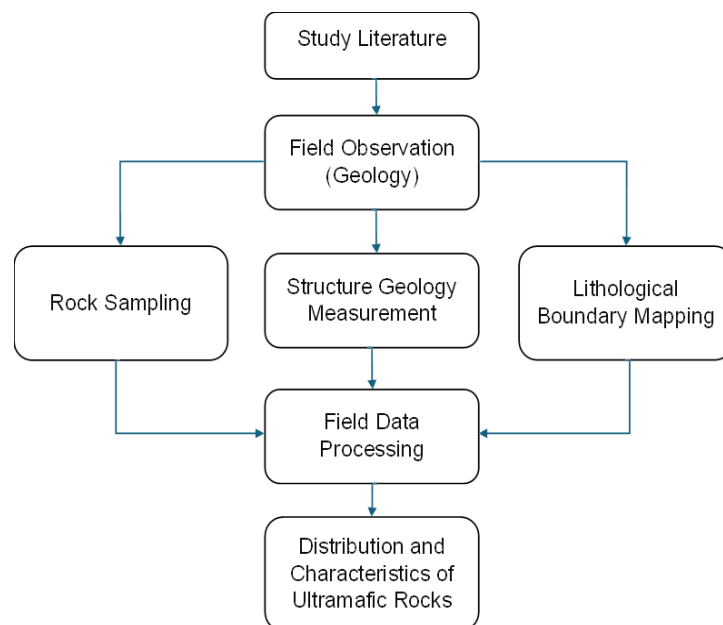 Study Literature
Field Observation
(Geology)
Rock Sampling
Structure Geology
Measurement
Lithological
Boundary Mapping
Field Data
Processing
Distribution and
Characteristics of
Ultramafic Rocks